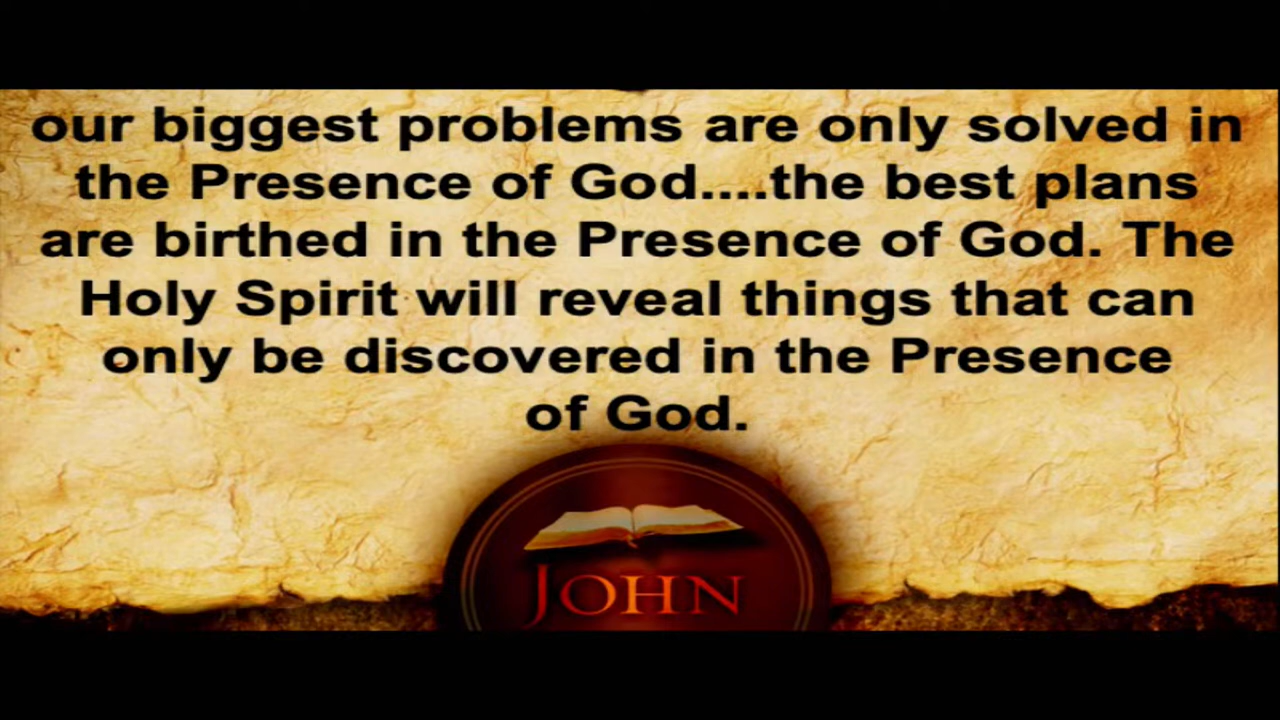 our biggest problems are only solved in
the Presence of God....the best plans
are birthed in the Presence of God. The
Holy Spirit will reveal things that can
only be discovered in the Presence
of God.
JOHN